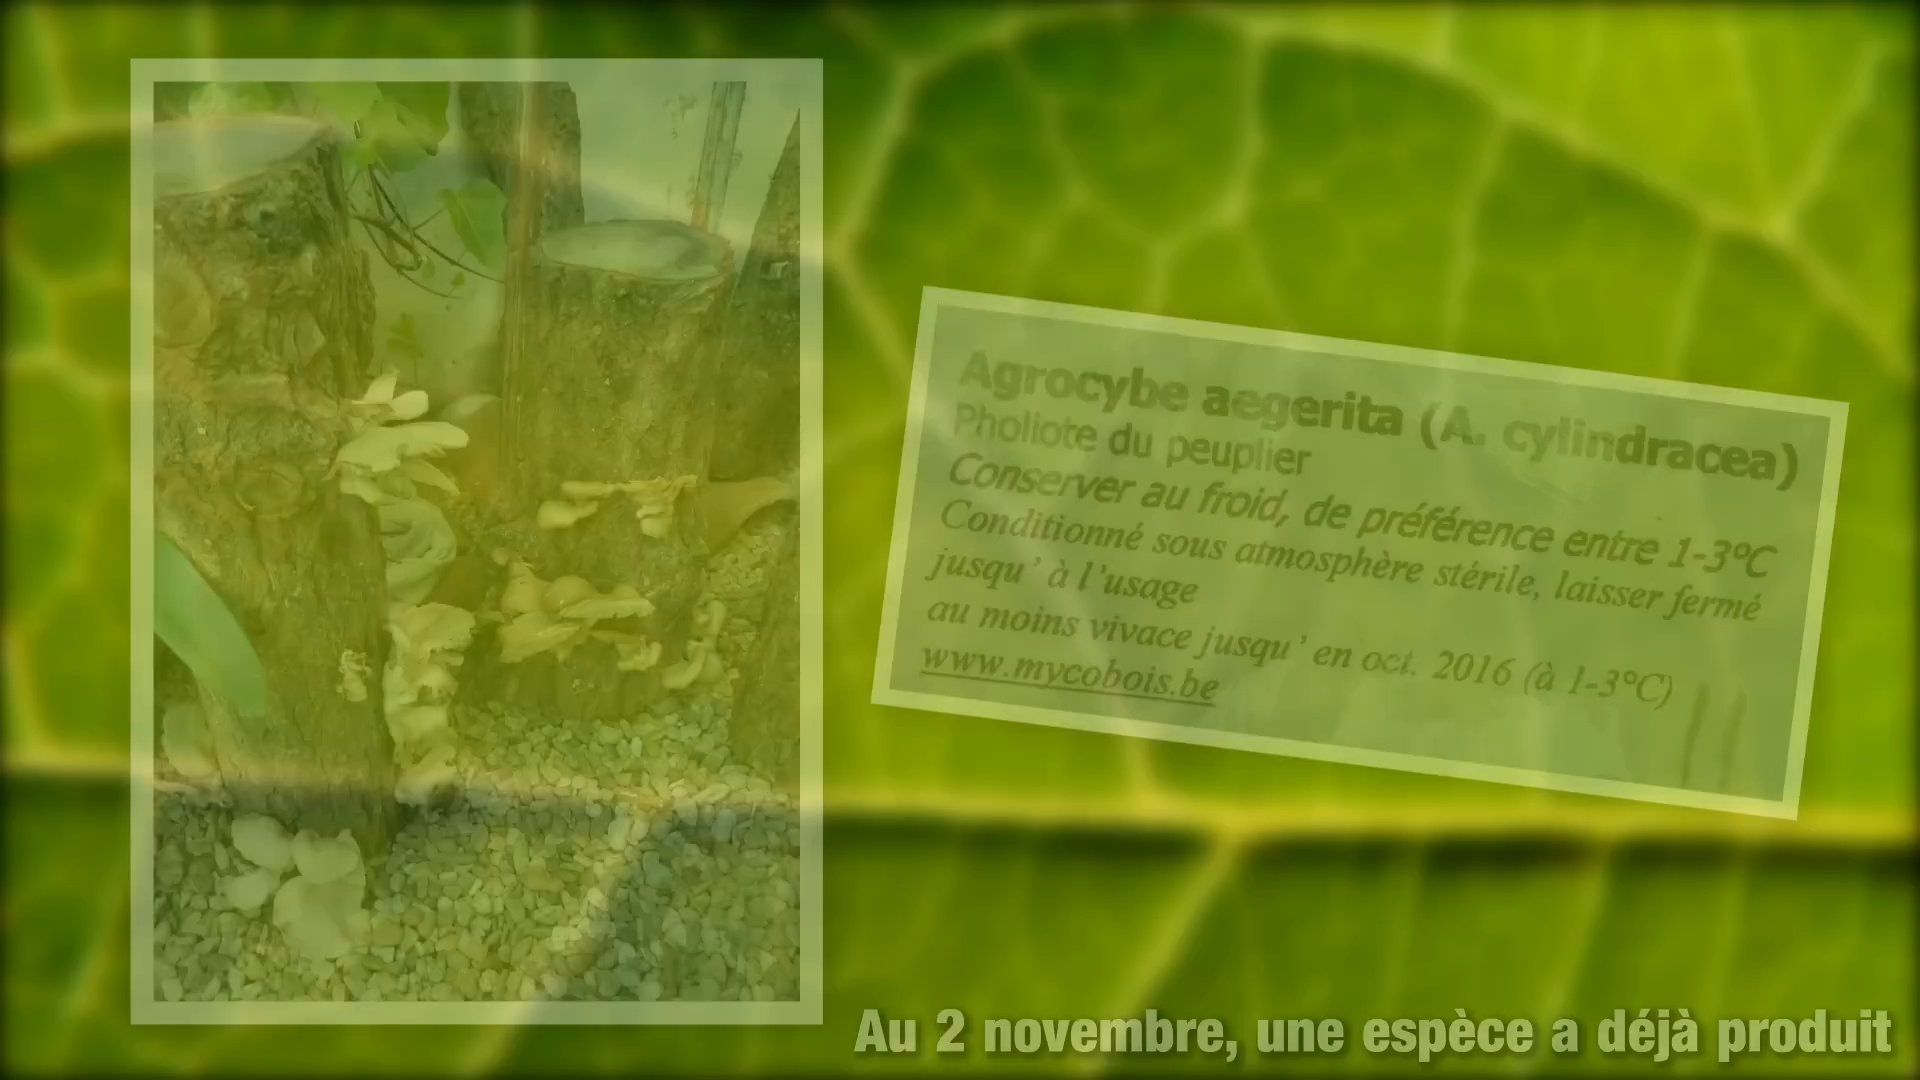 Agrocybe aegerita (A. cylindracea)
Pholiote du peuplier
Conserver au froid, de préférence entre 1-3°C
Conditionné sous atmosphère stérile, laisser fermé
jusqu' à l'usage
au moins vivace jusqu' en oct. 2016 (à 1-3°C)
www.mycobois.be
Au 2 novembre, une espèce a déjà produit